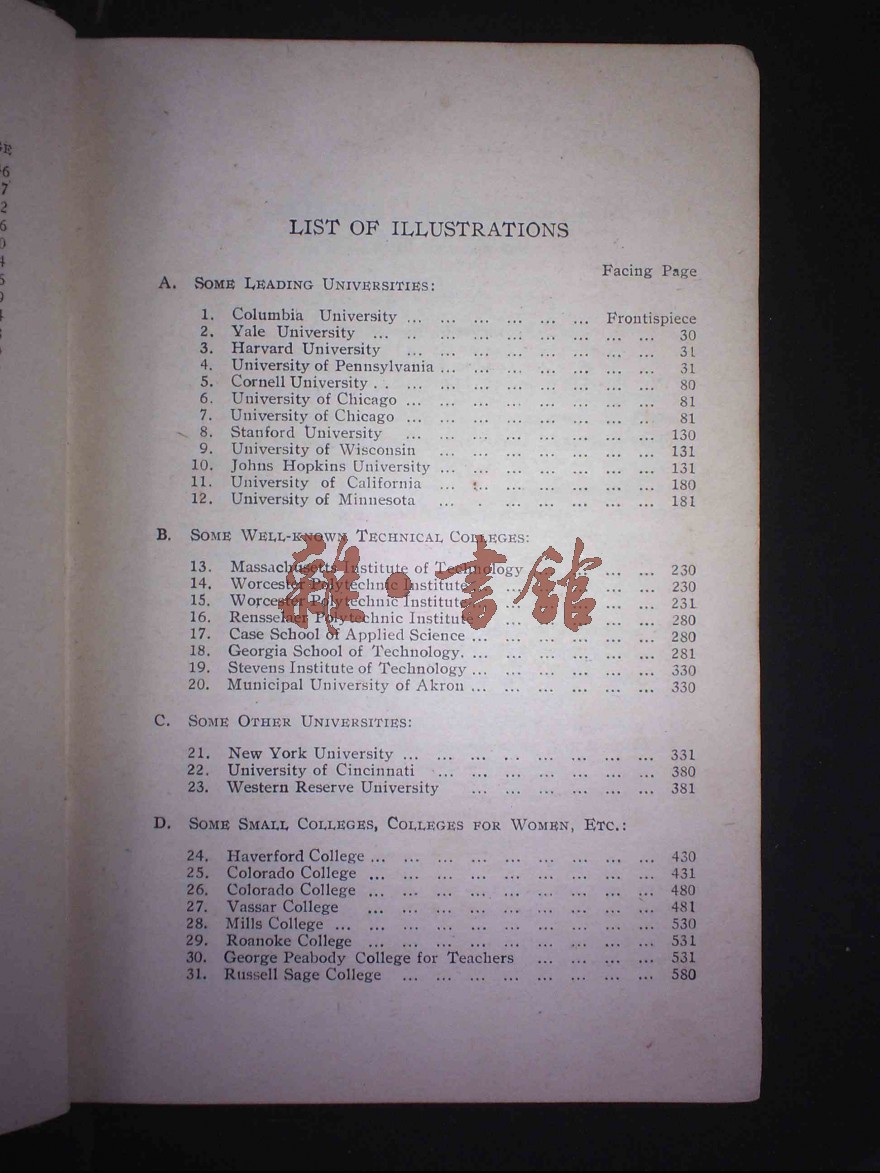 LIST OF ILLUSTRATIONS
Facing Page
A. SOME LEADING UNIVERSITIES:
1. Columbia University ... ... ... ... ... ... Frontispiece
2. Yale University ... .. ... ... ... ... ... ... ... 30
3. Harvard University ... ... ... ... ... ... ... ... 31
4. University of Pennsylvania ... ... ... ... ... ... ... 31
5. Cornell University . . ... ... ... ... ... ... ... ... 80
6. University of Chicago ... ... ... ... ... ... ... ... 81
7. University of Chicago ... ... ... ... ... ... ... .. 81
8. Stanford University ... ... ... ... ... ... ... ... 130
9. University of Wisconsin ... ... ... ... ... ... ... 131
10. Johns Hopkins University ... ... ... ... ... ... ... 131
11. University of California ... ... ... ... ... ... ... 180
12. University of Minnesota ... . ... ... ... ... ... 181
B. SOME WELL-KNOWN TECHNICAL COLLEGES:
13. Massachusetts Institute of Technology ... ... ... 230
14. Worcester Polytechnic Institute ... ... ... ... ... 230
15. Worcester Polytechnic Institute ... ... ... ... ... 231
16. Rensselaer Polytechnic Institute ... ... ... ... ... 280
17. Case School of Applied Science ... ... ... ... ... ... 280
18. Georgia School of Technology. ... ... ... ... ... ... 281
19. Stevens Institute of Technology ... ... ... ... ... ... 330
20. Municipal University of Akron ... ... ... ... ... ... 330
C. SOME OTHER UNIVERSITIES:
21. New York University ... ... ... . . ... ... ... ... 331
22. University of Cincinnati ... ... ... ... ... ... ... 380
23. Western Reserve University ... ... ... ... ... ... 381
D. SOME SMALL COLLEGES, COLLEGES FOR WOMEN, ETC.:
24. Haverford College ... ... ... ... ... ... ... ... ... 430
25. Colorado College ... ... ... ... ... ... ... ... ... 431
26. Colorado College ... ... ... ... ... ... ... ... ... 480
27. Vassar College ... ... ... ... ... ... ... ... ... 481
28. Mills College ... ... ... ... ... ... ... ... ... ... 530
29. Roanoke College ... ... ... ... ... ... ... ... ... 531
30. George Peabody College for Teachers ... ... ... ... 531
31. Russell Sage College ... ... ... ... ... ... ... ... 580
雜·書館